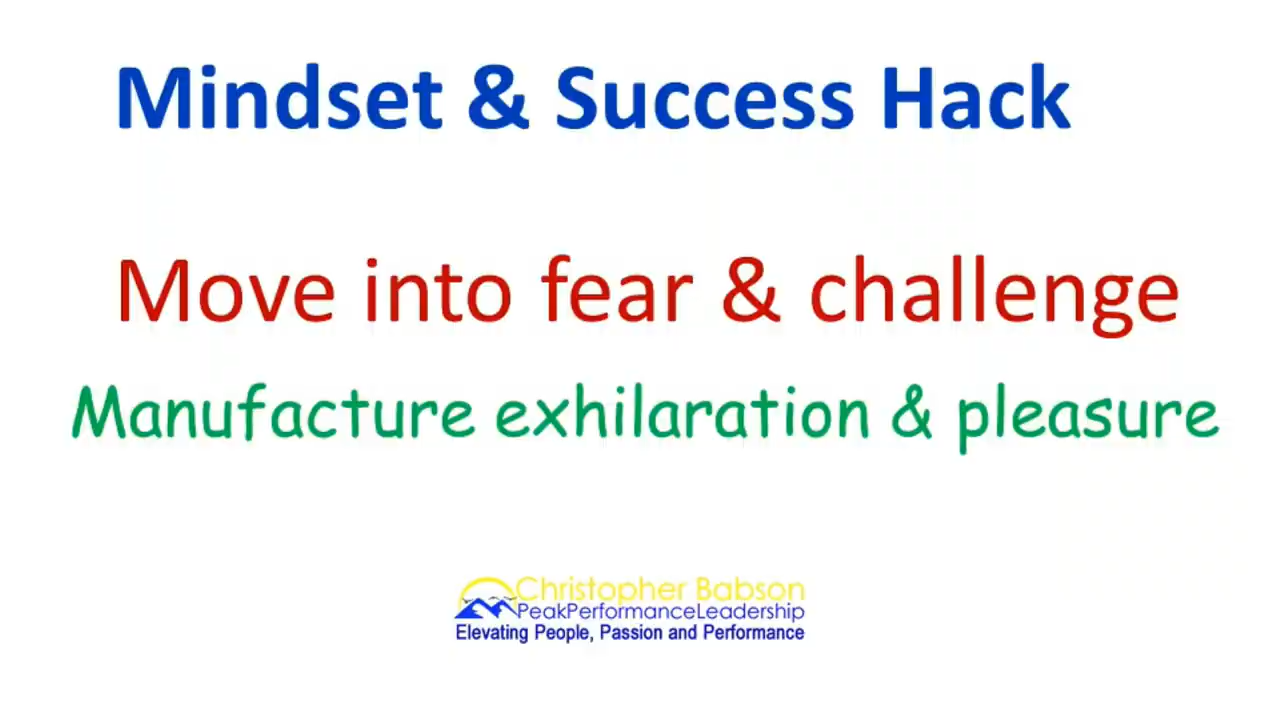 Mindset & Success Hack
Move into fear & challenge
Manufacture exhilaration & pleasure
Christopher Babson
PeakPerformanceLeadership
Elevating People, Passion and Performance